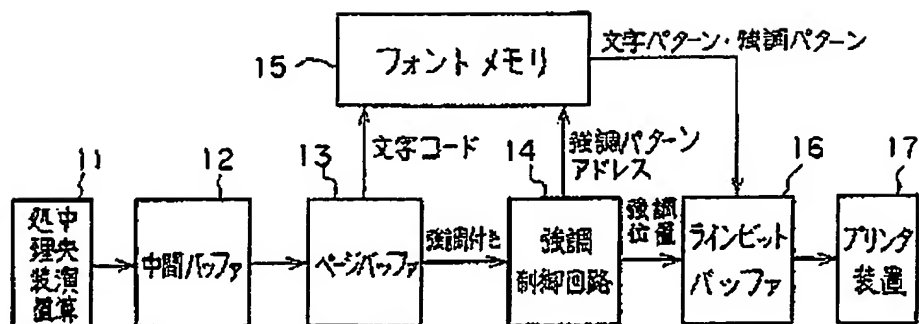 文字パターン・強調パターン
15
フォントメモリ
文字コード
強調パターン
アドレス
11
12
13
14
16
17
中央演算
処理装置
中間バッファ
ページバッファ
強調付き
強調
制御回路
強調
位置
ラインビット
バッファ
プリンタ
装置